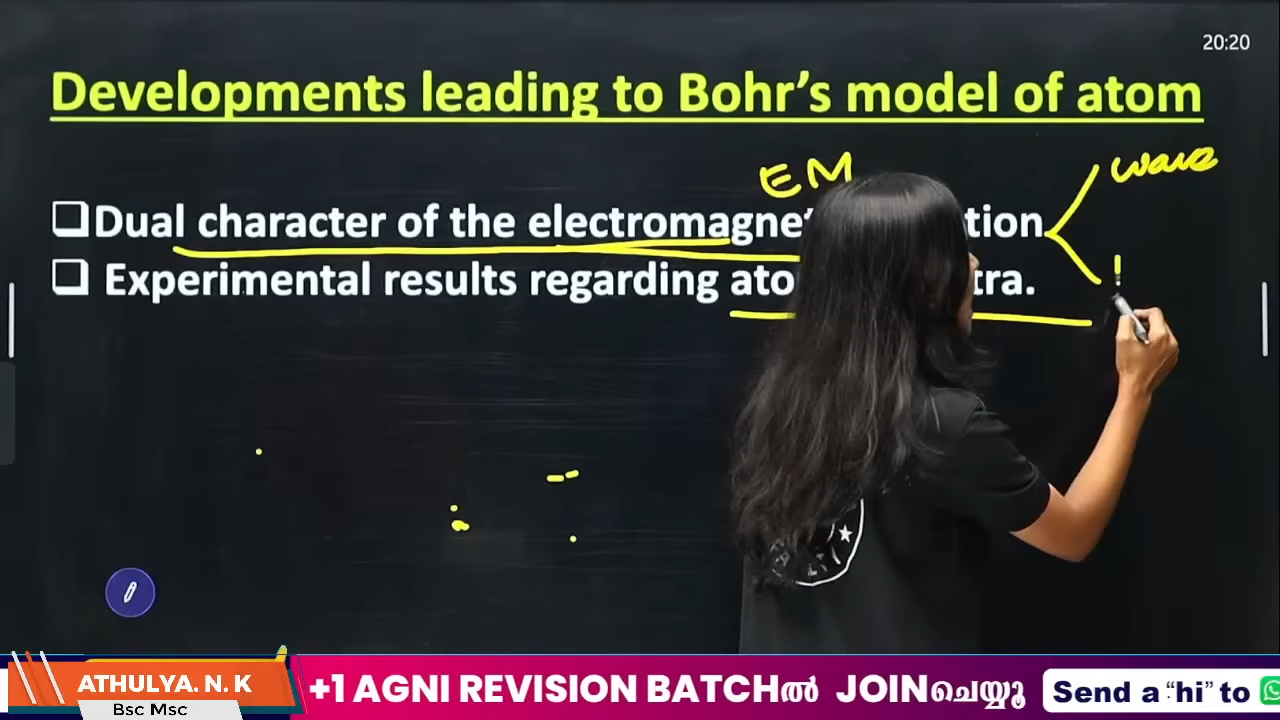 20:20
Developments leading to Bohr's model of atom
EM
wave
Dual character of the electromagne tion
Experimental results regarding ato tra.
ATHULYA. N. K
Bsc Msc
+1 AGNI REVISION BATCHൽ JOINചെയ്യൂ
Send a “hi” to